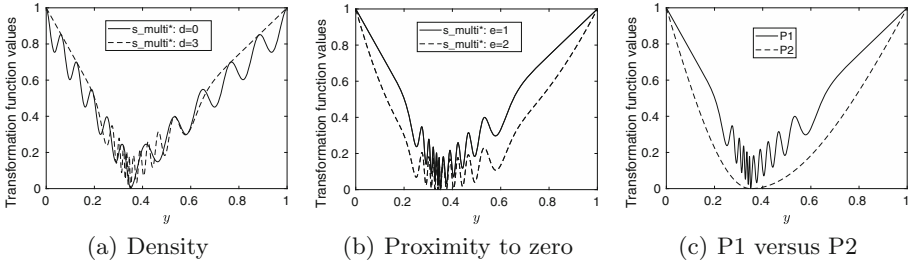 Transformation function values
1
0.8
0.6
0.4
0.2
0
s_multi*: d=0
s_multi*: d=3
0 0.2 0.4 0.6 0.8 1
y
(a) Density
Transformation function values
1
0.8
0.6
0.4
0.2
0
s_multi*: e=1
s_multi*: e=2
0 0.2 0.4 0.6 0.8 1
y
(b) Proximity to zero
Transformation function values
1
0.8
0.6
0.4
0.2
0
P1
P2
0 0.2 0.4 0.6 0.8 1
y
(c) P1 versus P2